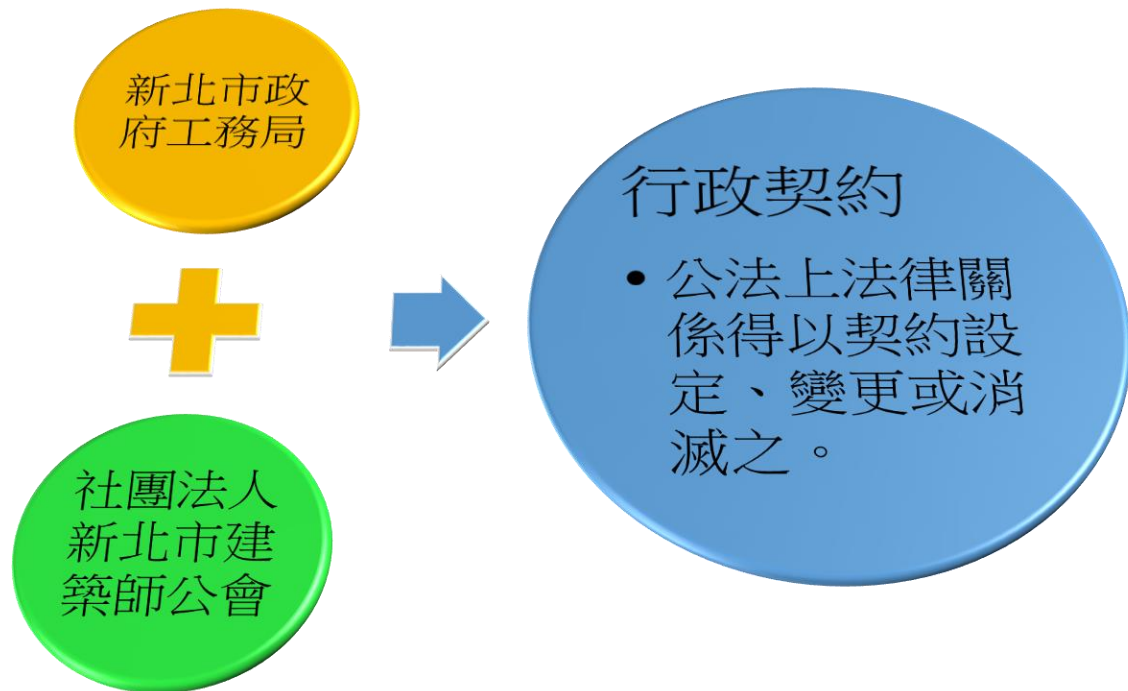 新北市政
府工務局
社團法人
新北市建
築師公會
行政契約
• 公法上法律關
係得以契約設
定、變更或消
滅之。